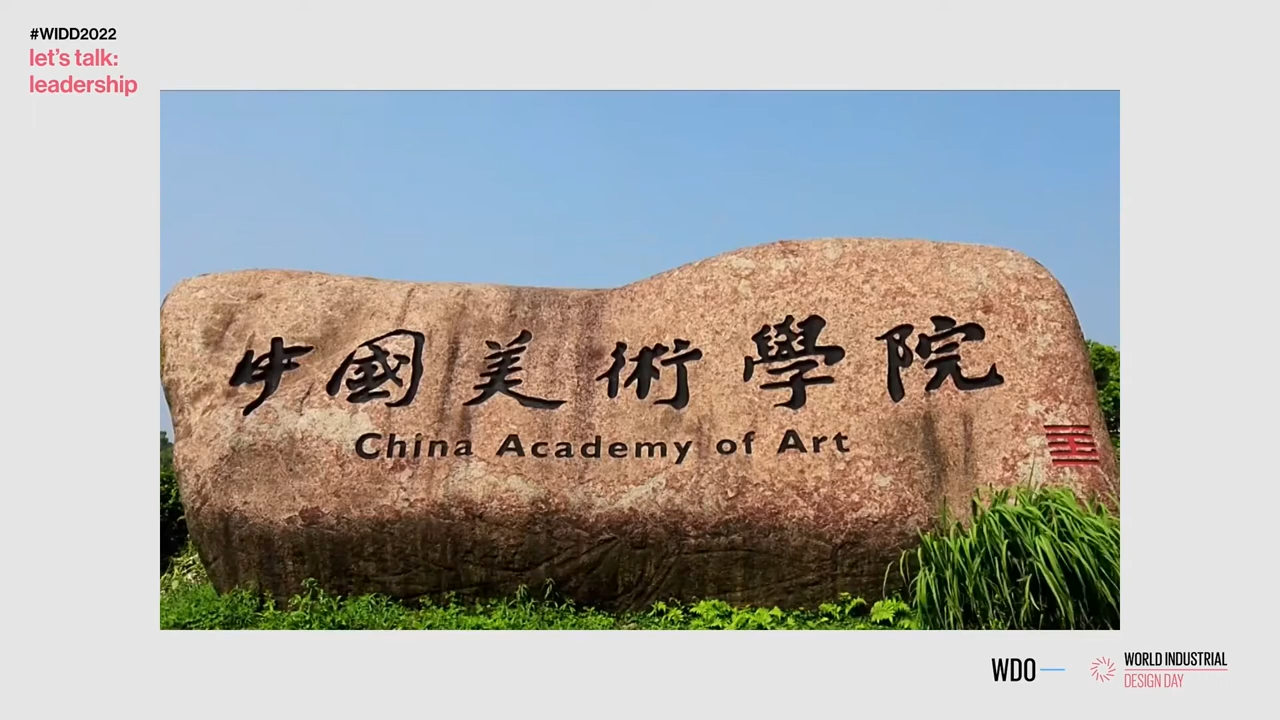 #WIDD2022
let's talk:
leadership
中國美術學院
China Academy of Art
WDO
WORLD INDUSTRIAL
DESIGN DAY